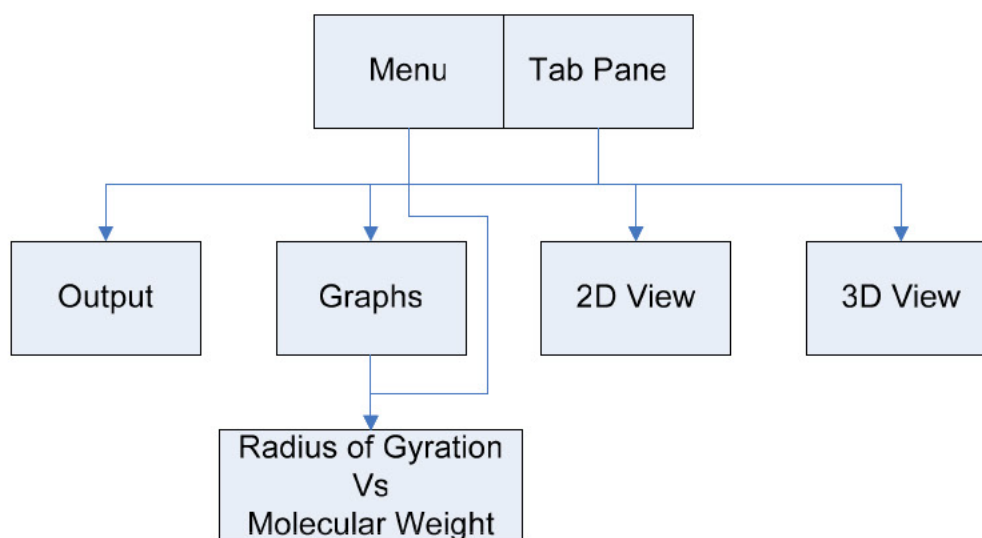 Menu
Tab Pane
Output
Graphs
2D View
3D View
Radius of Gyration
Vs
Molecular Weight